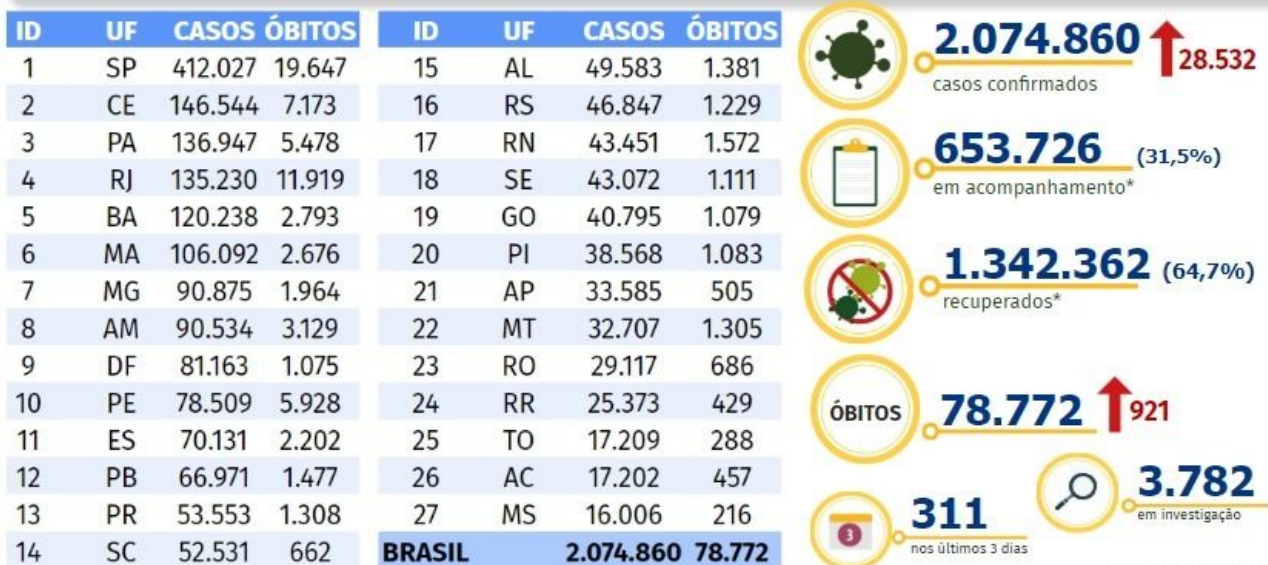 ID UF CASOS ÓBITOS
1 SP 412.027 19.647
2 CE 146.544 7.173
3 PA 136.947 5.478
4 RJ 135.230 11.919
5 BA 120.238 2.793
6 MA 106.092 2.676
7 MG 90.875 1.964
8 AM 90.534 3.129
9 DF 81.163 1.075
10 PE 78.509 5.928
11 ES 70.131 2.202
12 PB 66.971 1.477
13 PR 53.553 1.308
14 SC 52.531 662
ID UF CASOS ÓBITOS
15 AL 49.583 1.381
16 RS 46.847 1.229
17 RN 43.451 1.572
18 SE 43.072 1.111
19 GO 40.795 1.079
20 PI 38.568 1.083
21 AP 33.585 505
22 MT 32.707 1.305
23 RO 29.117 686
24 RR 25.373 429
25 TO 17.209 288
26 AC 17.202 457
27 MS 16.006 216
BRASIL 2.074.860 78.772
2.074.860 28.532
casos confirmados
653.726 (31,5%)
em acompanhamento*
1.342.362 (64,7%)
recuperados*
ÓBITOS 78.772 921
3.782
em investigação
3 311
nos últimos 3 dias